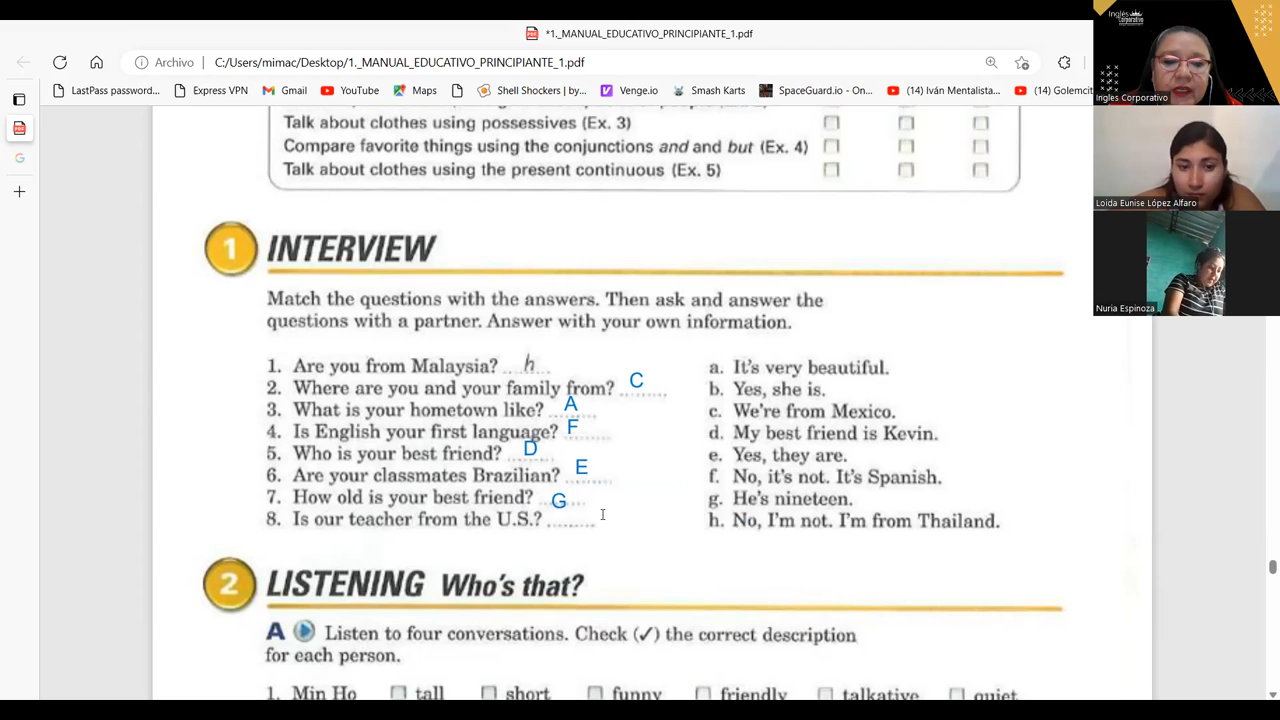 *1._MANUAL_EDUCATIVO_PRINCIPIANTE_1.pdf
Archivo C:/Users/mimac/Desktop/1._MANUAL_EDUCATIVO_PRINCIPIANTE_1.pdf
LastPass password... Express VPN Gmail YouTube Maps Shell Shockers | by... Venge.io Smash Karts SpaceGuard.io - On... (14) Iván Mentalista... (14) Golemcit
Inglés Corporativo
Ingles Corporativo
Loida Eunise López Alfaro
Nuria Espinoza
Talk about clothes using possessives (Ex. 3)
Compare favorite things using the conjunctions and and but (Ex. 4)
Talk about clothes using the present continuous (Ex. 5)
1 INTERVIEW
Match the questions with the answers. Then ask and answer the
questions with a partner. Answer with your own information.
1. Are you from Malaysia? h
2. Where are you and your family from? C
3. What is your hometown like? A
4. Is English your first language? F
5. Who is your best friend? D
6. Are your classmates Brazilian? E
7. How old is your best friend? G
8. Is our teacher from the U.S.? ........
a. It's very beautiful.
b. Yes, she is.
c. We're from Mexico.
d. My best friend is Kevin.
e. Yes, they are.
f. No, it's not. It's Spanish.
g. He's nineteen.
h. No, I'm not. I'm from Thailand.
2 LISTENING Who's that?
A Listen to four conversations. Check (✓) the correct description
for each person.
1. Min Ho tall short funny friendly talkative quiet